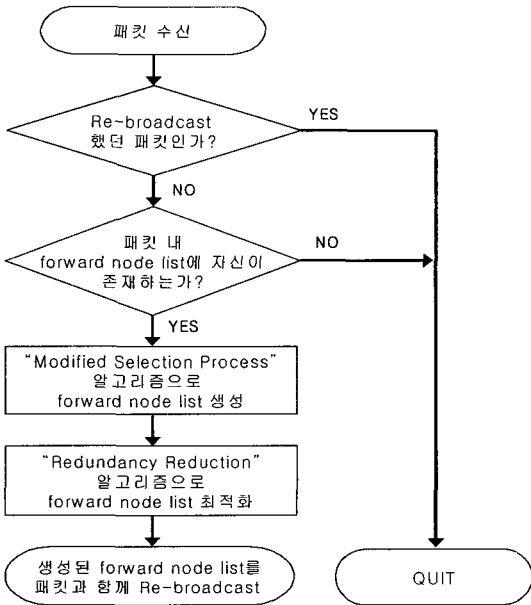 패킷 수신
Re-broadcast
했던 패킷인가?
YES
NO
패킷 내
forward node list에 자신이
존재하는가?
NO
YES
"Modified Selection Process"
알고리즘으로
forward node list 생성
"Redundancy Reduction"
알고리즘으로
forward node list 최적화
생성된 forward node list를
패킷과 함께 Re-broadcast
QUIT